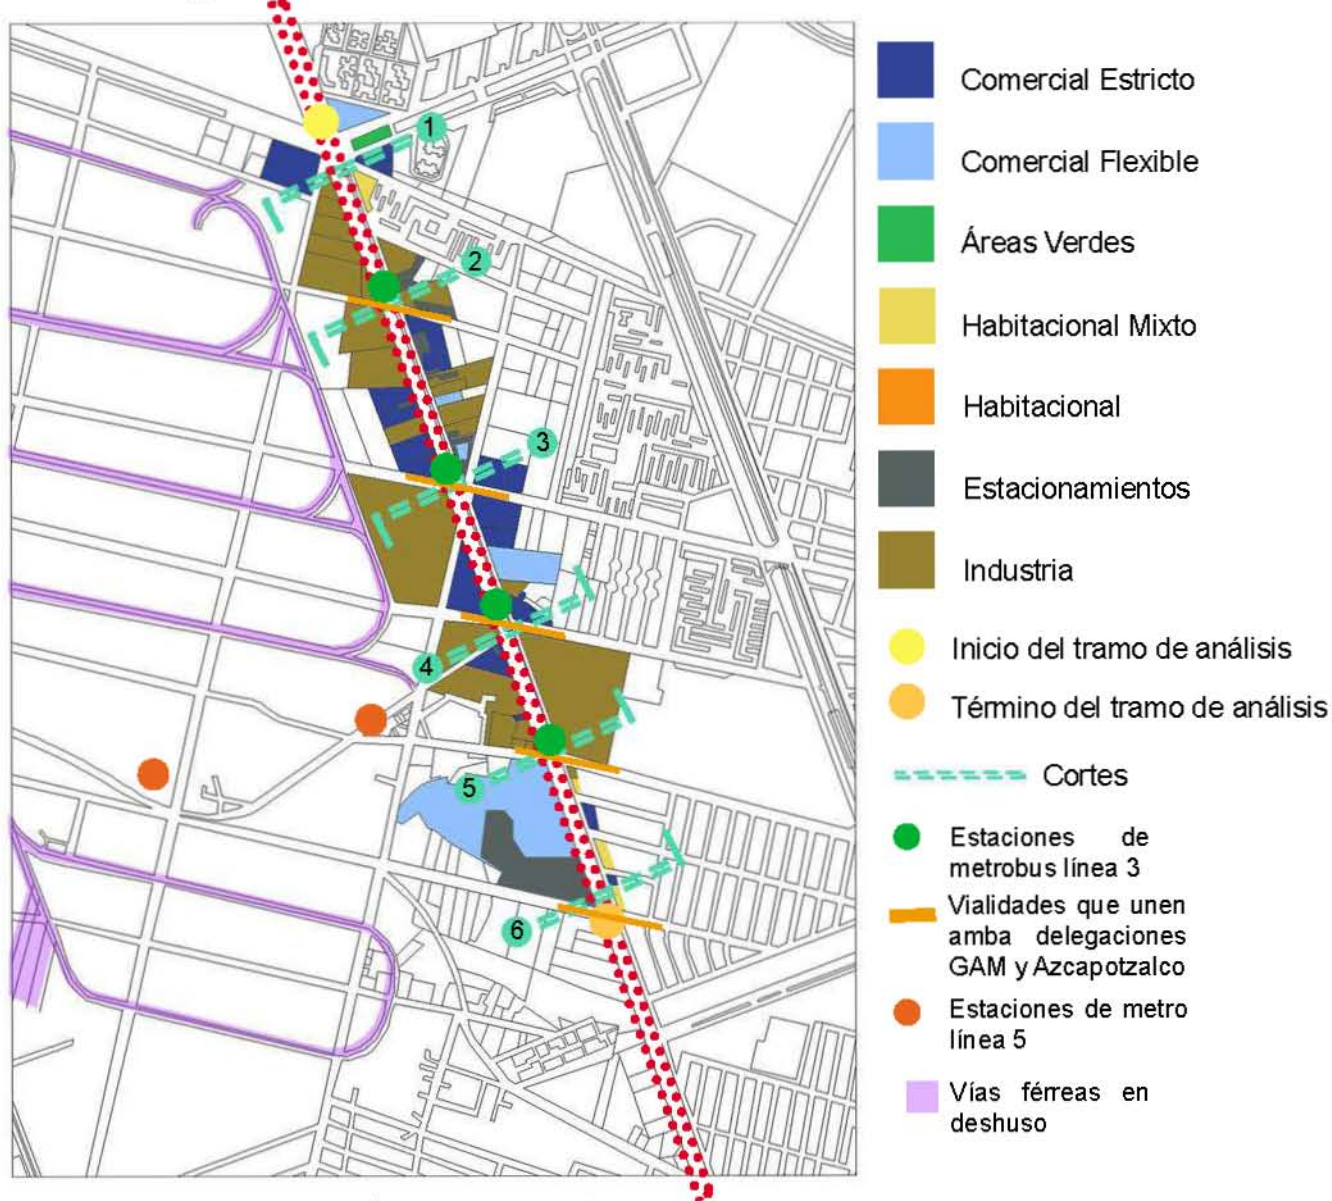 1
2
3
4
5
6
Comercial Estricto
Comercial Flexible
Áreas Verdes
Habitacional Mixto
Habitacional
Estacionamientos
Industria
Inicio del tramo de análisis
Término del tramo de análisis
Cortes
Estaciones de
metrobus línea 3
Vialidades que unen
amba delegaciones
GAM y Azcapotzalco
Estaciones de metro
línea 5
Vías férreas en
deshuso